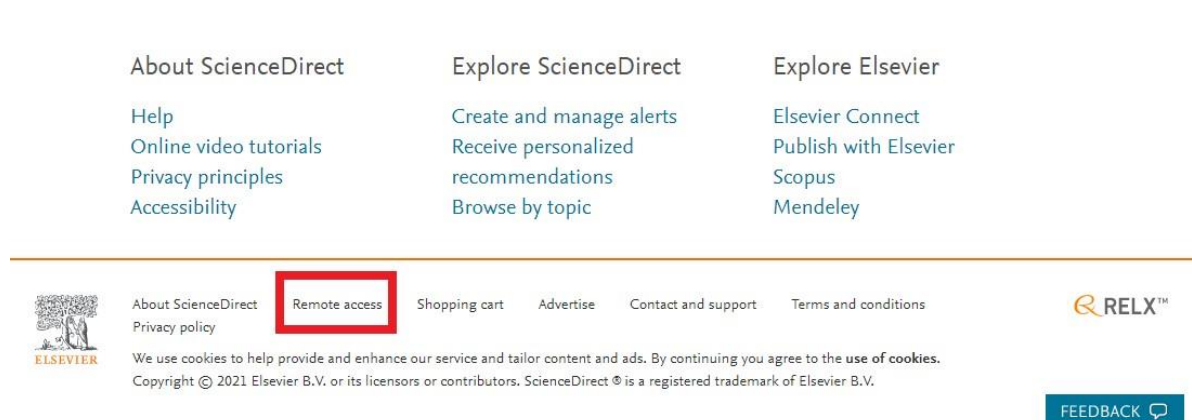 About ScienceDirect
Help
Online video tutorials
Privacy principles
Accessibility
Explore ScienceDirect
Create and manage alerts
Receive personalized
recommendations
Browse by topic
Explore Elsevier
Elsevier Connect
Publish with Elsevier
Scopus
Mendeley
ELSEVIER
About ScienceDirect Remote access Shopping cart Advertise Contact and support Terms and conditions
Privacy policy
We use cookies to help provide and enhance our service and tailor content and ads. By continuing you agree to the use of cookies.
Copyright © 2021 Elsevier B.V. or its licensors or contributors. ScienceDirect ® is a registered trademark of Elsevier B.V.
RELX™
FEEDBACK